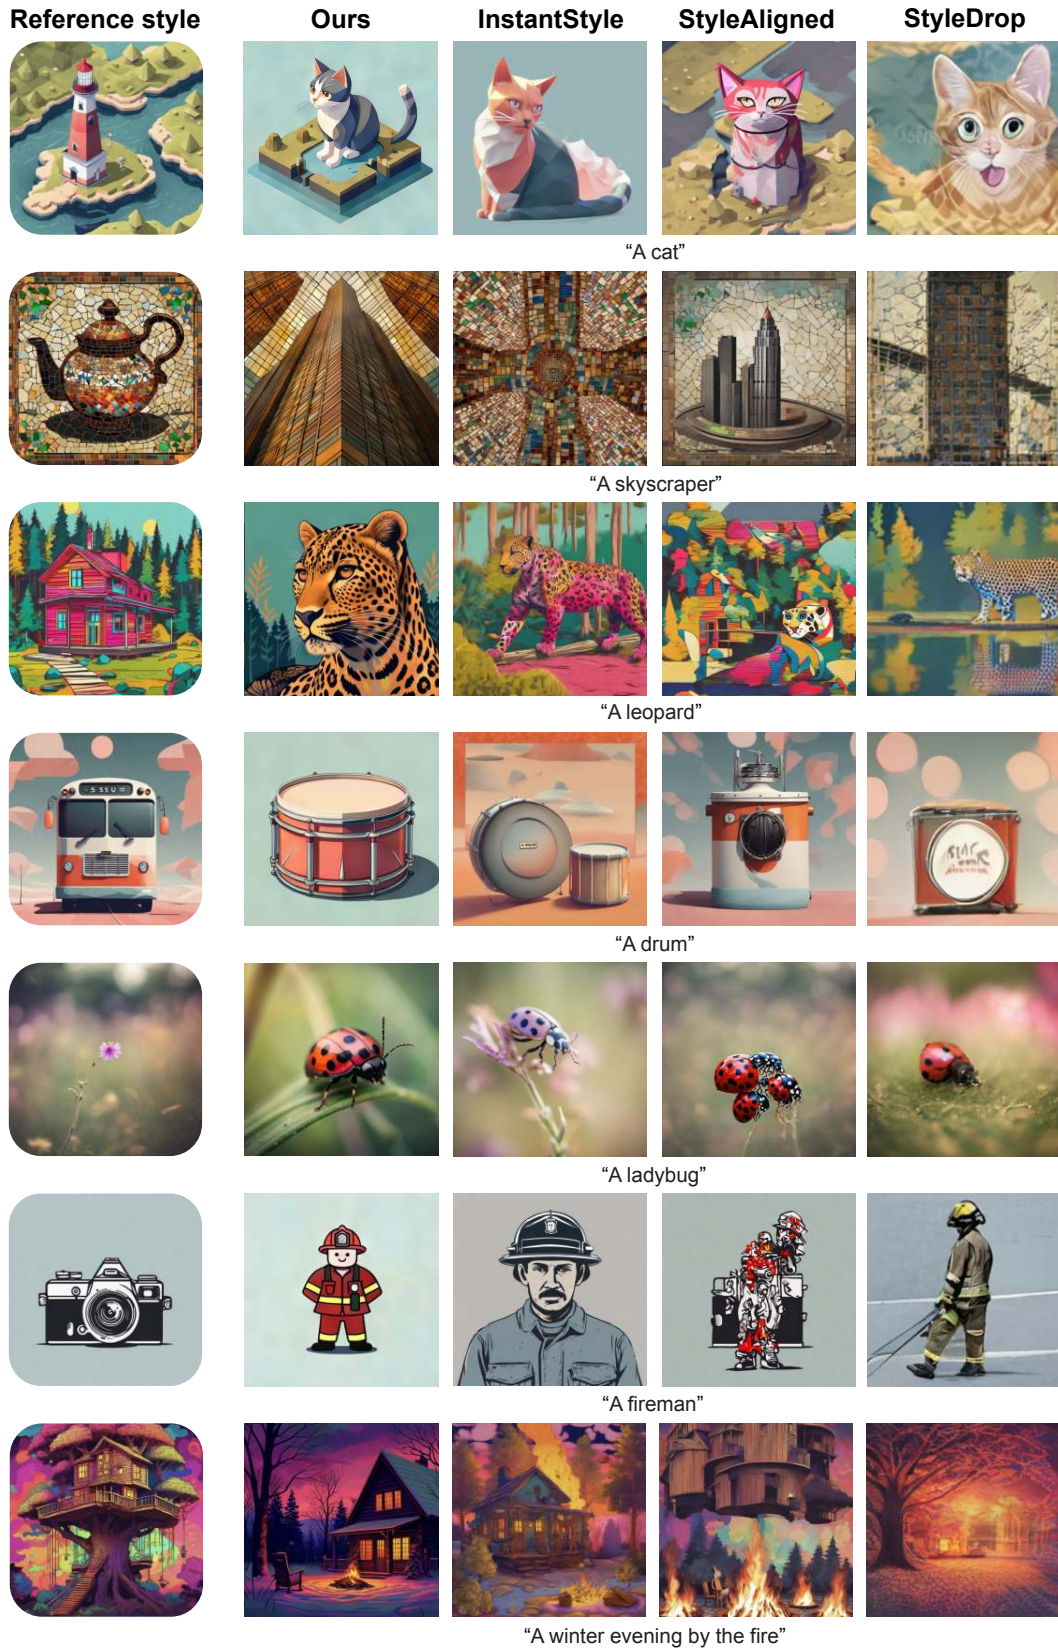 Reference style
Ours
InstantStyle
StyleAligned
StyleDrop
“A cat”
“A skyscraper”
“A leopard”
“A drum”
“A ladybug”
“A fireman”
“A winter evening by the fire”